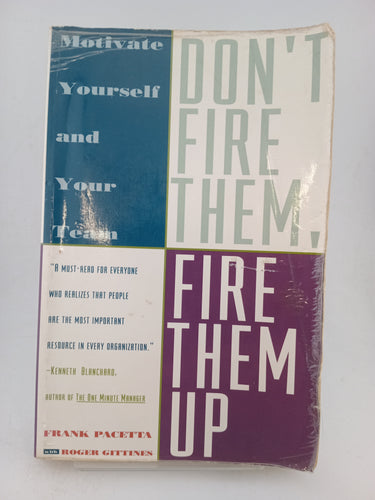 Motivate
Yourself
and
Your
Team
DON'T
FIRE
THEM,
FIRE
THEM
UP
"A MUST-READ FOR EVERYONE
WHO REALIZES THAT PEOPLE
ARE THE MOST IMPORTANT
RESOURCE IN EVERY ORGANIZATION."
-KENNETH BLANCHARD,
AUTHOR OF THE ONE MINUTE MANAGER
FRANK PACETTA
with ROGER GITTINES